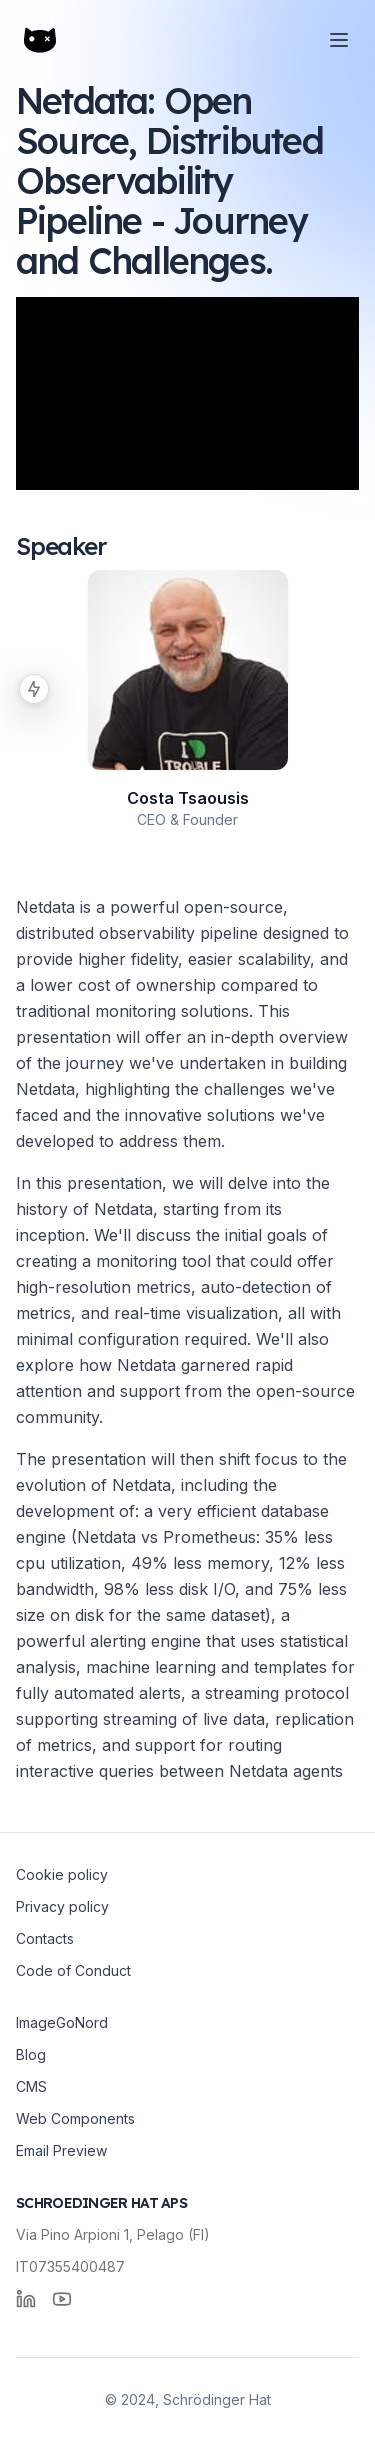 Netdata: Open
Source, Distributed
Observability
Pipeline - Journey
and Challenges.
Speaker
I
TROUBLE
Costa Tsaousis
CEO & Founder
Netdata is a powerful open-source,
distributed observability pipeline designed to
provide higher fidelity, easier scalability, and
a lower cost of ownership compared to
traditional monitoring solutions. This
presentation will offer an in-depth overview
of the journey we've undertaken in building
Netdata, highlighting the challenges we've
faced and the innovative solutions we've
developed to address them.
In this presentation, we will delve into the
history of Netdata, starting from its
inception. We'll discuss the initial goals of
creating a monitoring tool that could offer
high-resolution metrics, auto-detection of
metrics, and real-time visualization, all with
minimal configuration required. We'll also
explore how Netdata garnered rapid
attention and support from the open-source
community.
The presentation will then shift focus to the
evolution of Netdata, including the
development of: a very efficient database
engine (Netdata vs Prometheus: 35% less
cpu utilization, 49% less memory, 12% less
bandwidth, 98% less disk I/O, and 75% less
size on disk for the same dataset), a
powerful alerting engine that uses statistical
analysis, machine learning and templates for
fully automated alerts, a streaming protocol
supporting streaming of live data, replication
of metrics, and support for routing
interactive queries between Netdata agents
Cookie policy
Privacy policy
Contacts
Code of Conduct
ImageGoNord
Blog
CMS
Web Components
Email Preview
SCHROEDINGER HAT APS
Via Pino Arpioni 1, Pelago (FI)
IT07355400487
© 2024, Schrödinger Hat